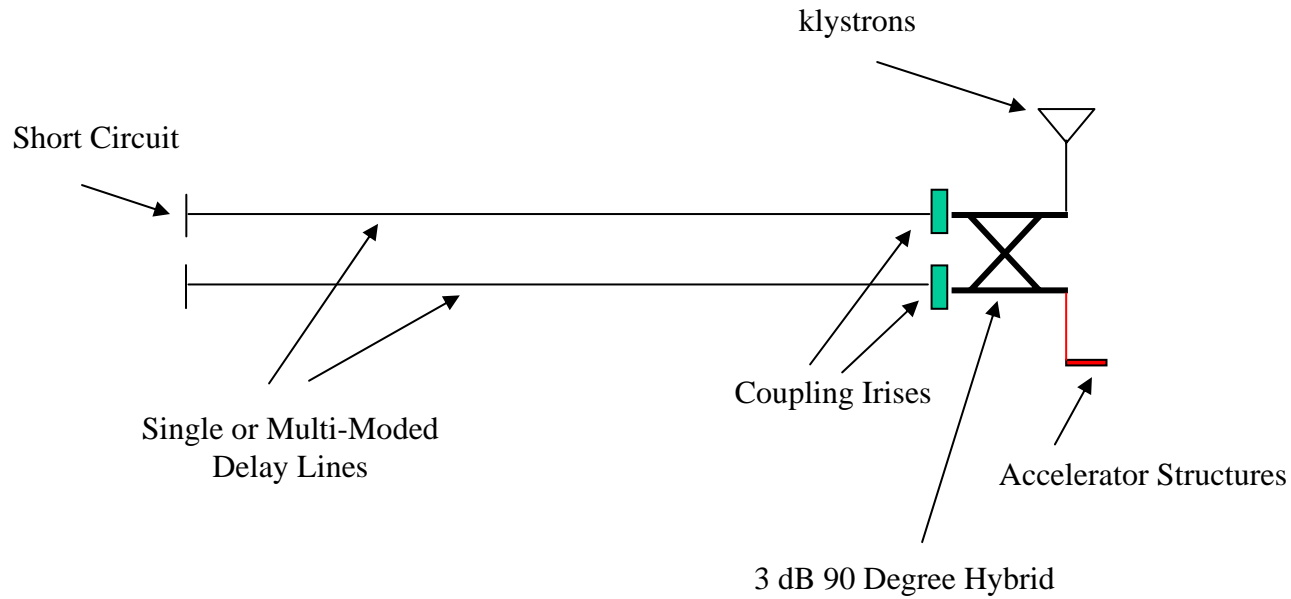 klystrons
Short Circuit
Coupling Irises
Single or Multi-Moded
Delay Lines
Accelerator Structures
3 dB 90 Degree Hybrid